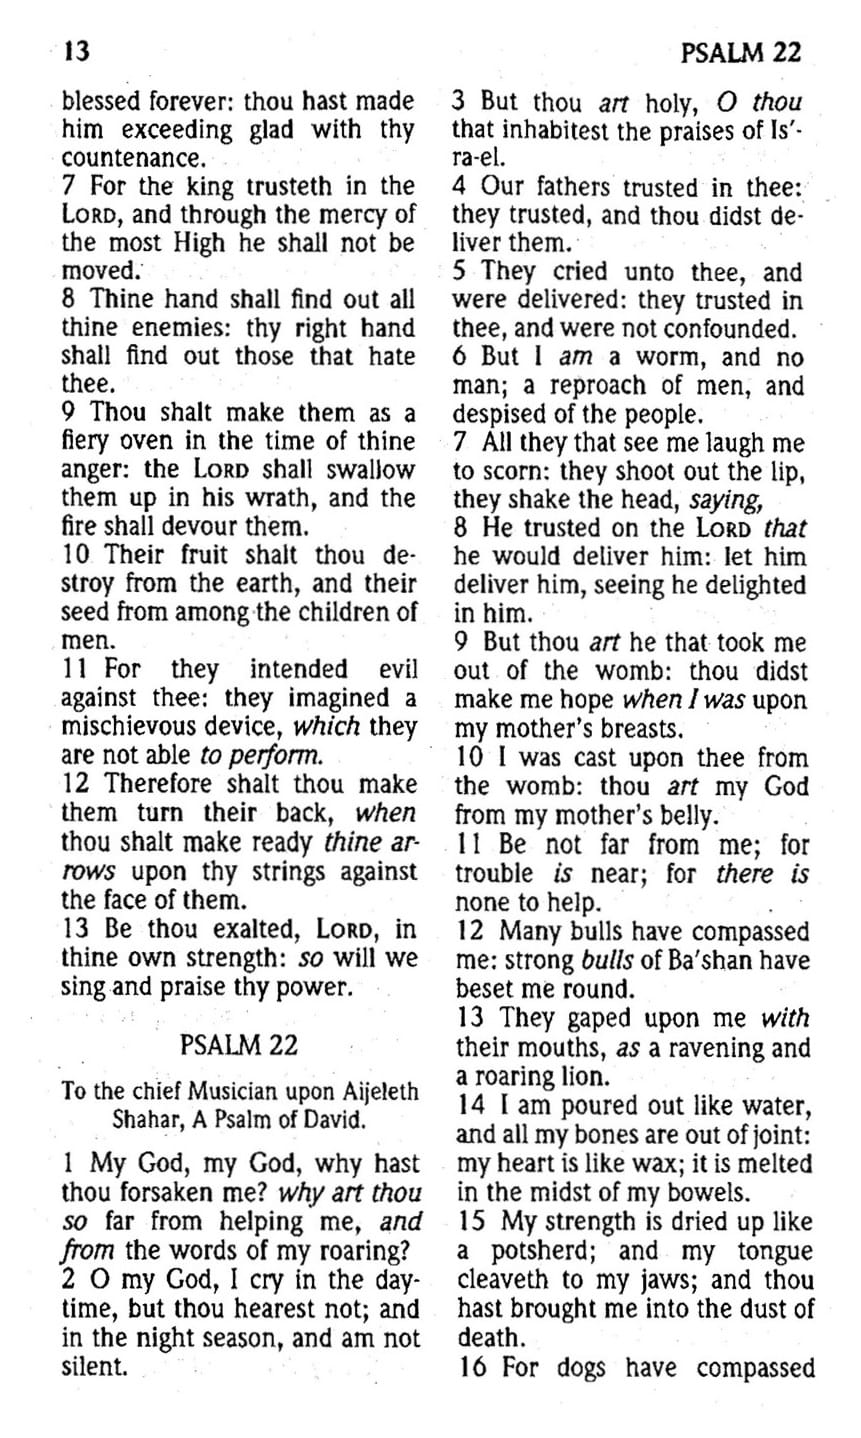 13
PSALM 22
blessed forever: thou hast made
him exceeding glad with thy
countenance.
7 For the king trusteth in the
LORD, and through the mercy of
the most High he shall not be
moved.
8 Thine hand shall find out all
thine enemies: thy right hand
shall find out those that hate
thee.
9 Thou shalt make them as a
fiery oven in the time of thine
anger: the LORD shall swallow
them up in his wrath, and the
fire shall devour them.
10 Their fruit shalt thou de-
stroy from the earth, and their
seed from among the children of
men.
11 For they intended evil
against thee: they imagined a
mischievous device, which they
are not able to perform.
12 Therefore shalt thou make
them turn their back, when
thou shalt make ready thine ar-
rows upon thy strings against
the face of them.
13 Be thou exalted, LORD, in
thine own strength: so will we
sing and praise thy power.
PSALM 22
To the chief Musician upon Aijeleth
Shahar, A Psalm of David.
1 My God, my God, why hast
thou forsaken me? why art thou
so far from helping me, and
from the words of my roaring?
2 O my God, I cry in the day-
time, but thou hearest not; and
in the night season, and am not
silent.
3 But thou art holy, O thou
that inhabitest the praises of Is′-
ra-el.
4 Our fathers trusted in thee:
they trusted, and thou didst de-
liver them.
5 They cried unto thee, and
were delivered: they trusted in
thee, and were not confounded.
6 But I am a worm, and no
man; a reproach of men, and
despised of the people.
7 All they that see me laugh me
to scorn: they shoot out the lip,
they shake the head, saying,
8 He trusted on the LORD that
he would deliver him: let him
deliver him, seeing he delighted
in him.
9 But thou art he that took me
out of the womb: thou didst
make me hope when I was upon
my mother's breasts.
10 I was cast upon thee from
the womb: thou art my God
from my mother's belly.
11 Be not far from me; for
trouble is near; for there is
none to help.
12 Many bulls have compassed
me: strong bulls of Ba′shan have
beset me round.
13 They gaped upon me with
their mouths, as a ravening and
a roaring lion.
14 I am poured out like water,
and all my bones are out of joint:
my heart is like wax; it is melted
in the midst of my bowels.
15 My strength is dried up like
a potsherd; and my tongue
cleaveth to my jaws; and thou
hast brought me into the dust of
death.
16 For dogs have compassed